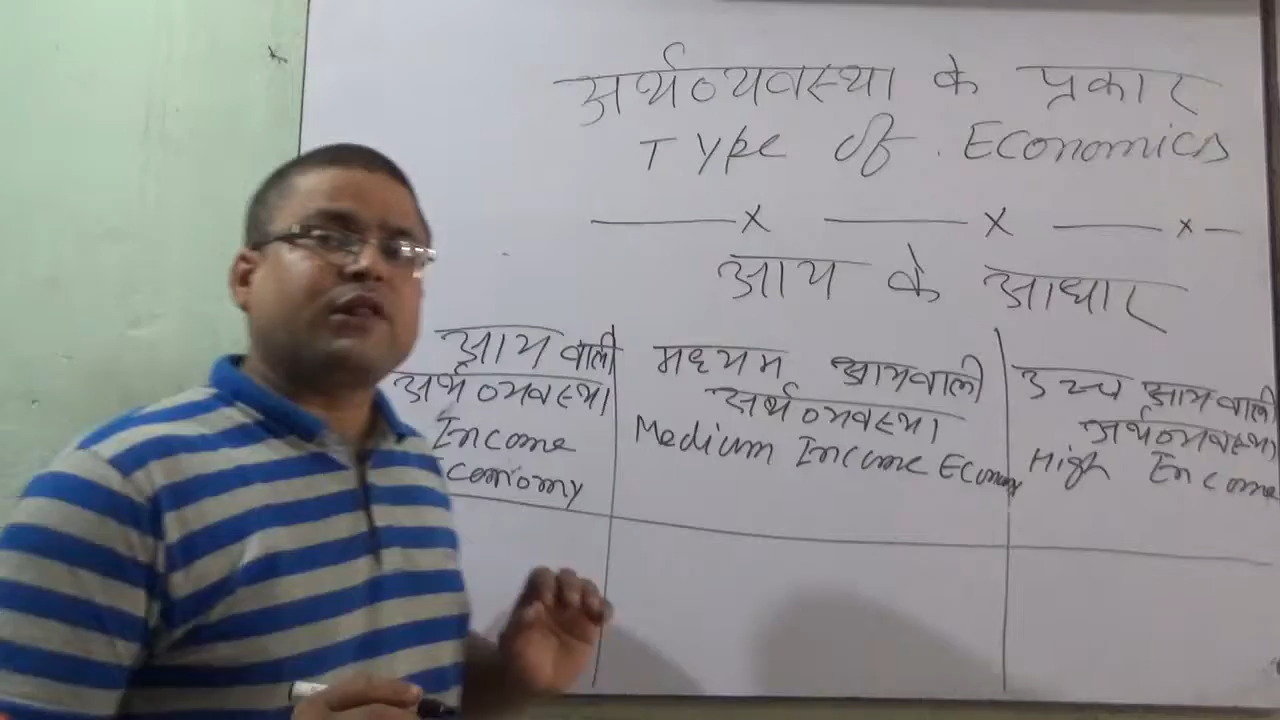 अर्थव्यवस्था के प्रकार
Type of Economics
आय के आधार
आय वाली
अर्थव्यवस्था
Income
conomy
मध्यम आयवाली
अर्थव्यवस्था
Medium Income Economy
उच्च आयवाली
अर्थव्यवस्था
High Income